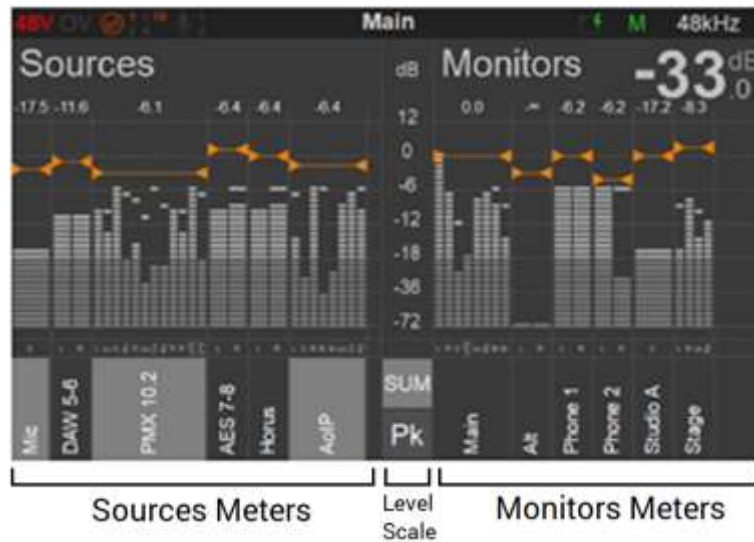 48V OV Main M 48kHz
Sources dB Monitors -33.0 dB
-17.5 -11.6 -6.1 -6.4 -6.4 -6.4 0.0 -∞ -6.2 -6.2 -17.2 -8.3
12
0
-6
-12
-18
-36
-72
SUM
Pk
Mic
DAW 5-6
PMX 10.2
AES 7-8
Horus
AoIP
Main
Alt
Phone 1
Phone 2
Studio A
Stage
Sources Meters
Level
Scale
Monitors Meters